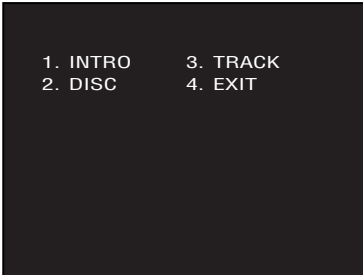 1. INTRO 3. TRACK
2. DISC 4. EXIT